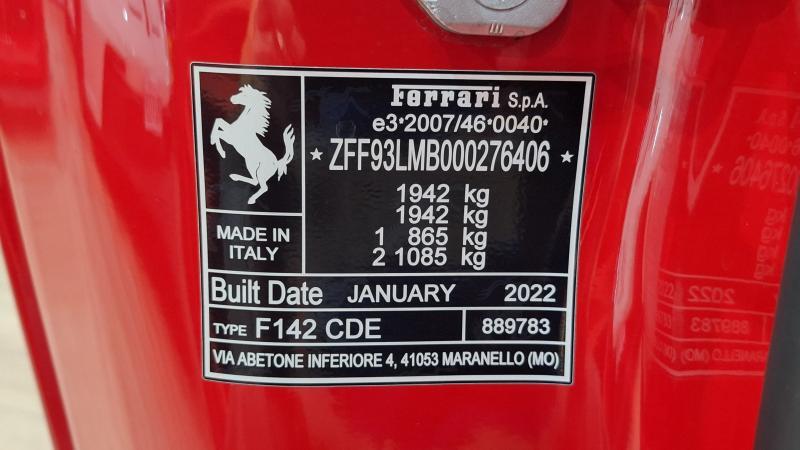 Ferrari S.p.A.
e3*2007/46*0040*
★ ZFF93LMB000276406 ★
1942 kg
1942 kg
1 865 kg
2 1085 kg
MADE IN
ITALY
Built Date JANUARY 2022
TYPE F142 CDE 889783
VIA ABETONE INFERIORE 4, 41053 MARANELLO (MO)